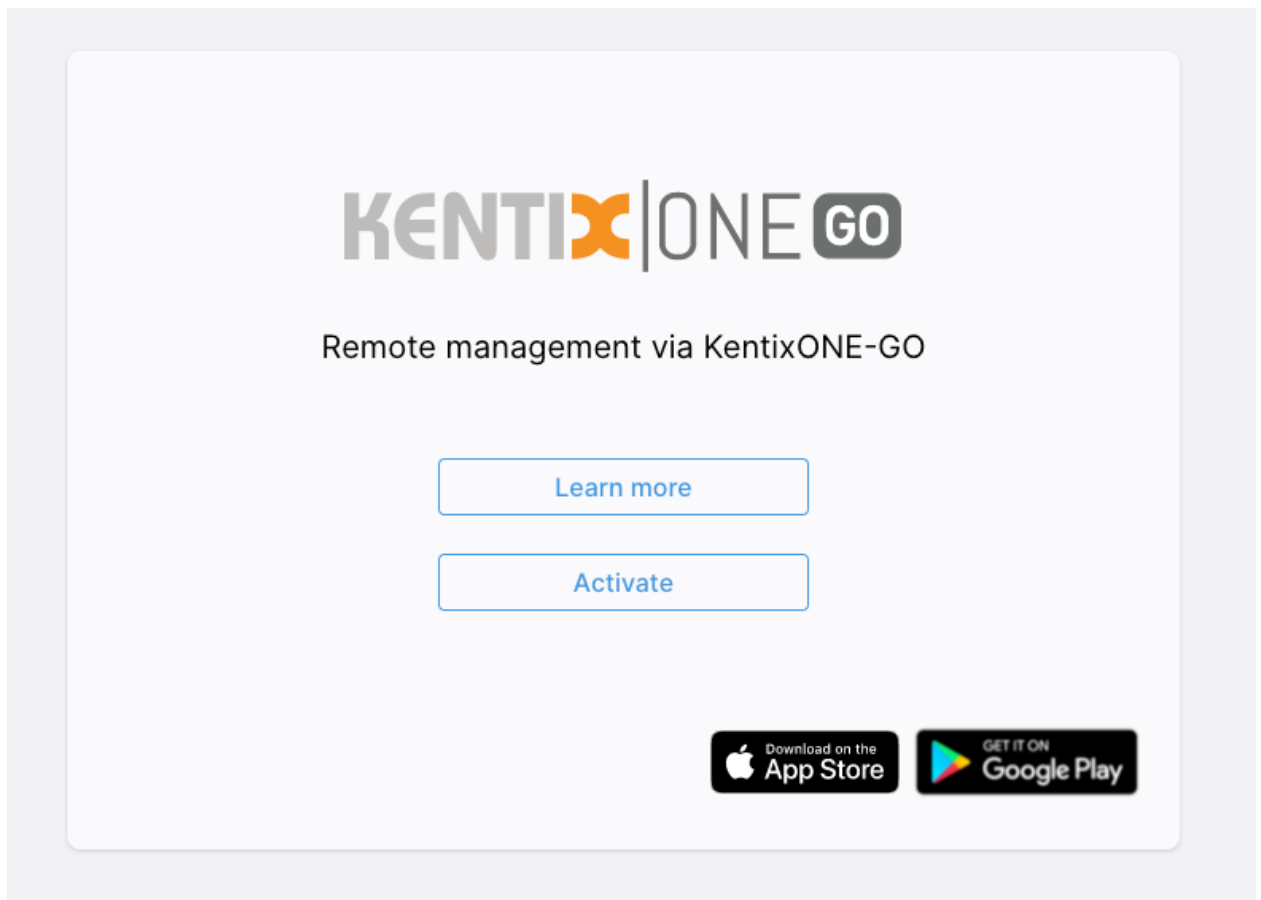 KENTIX|ONE GO
Remote management via KentixONE-GO
Learn more
Activate
Download on the
App Store
GET IT ON
Google Play